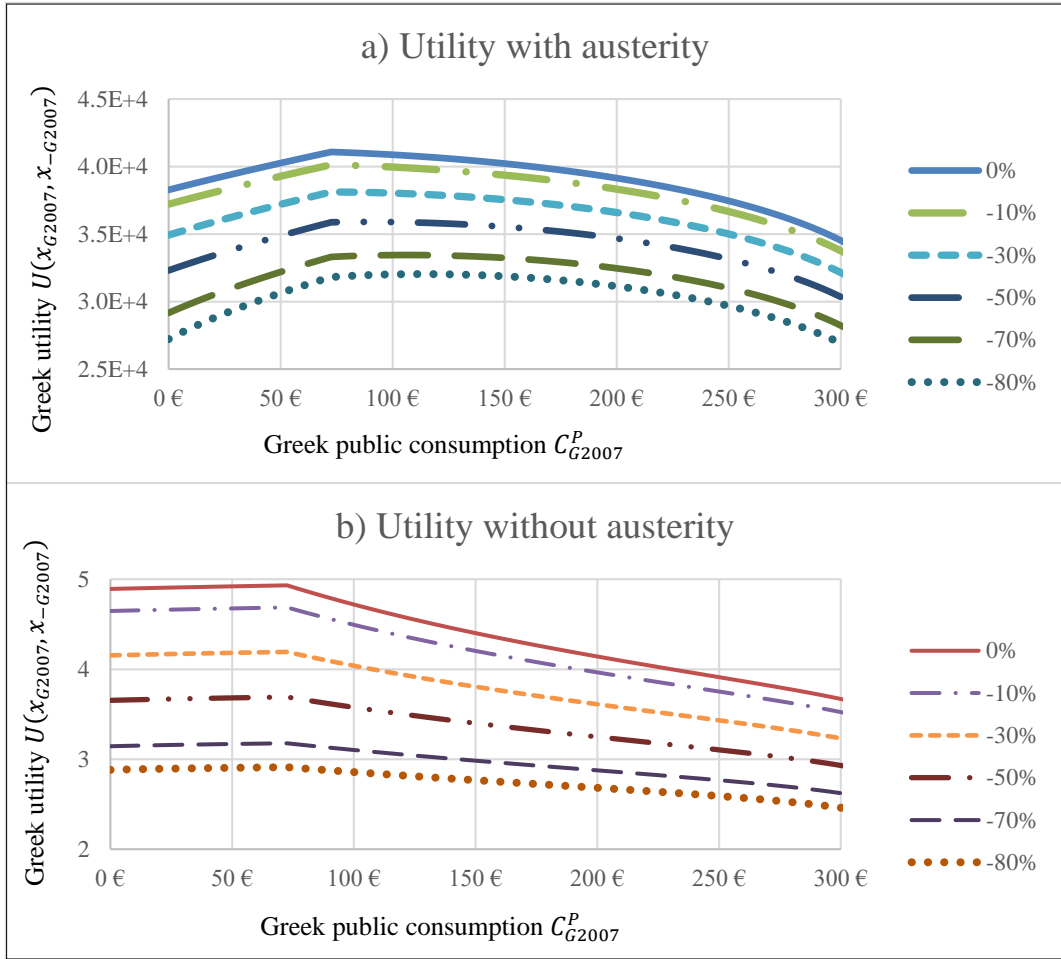 a) Utility with austerity
Greek utility U(x_G2007, x_−G2007)
4.5E+4
4.0E+4
3.5E+4
3.0E+4
2.5E+4
0 € 50 € 100 € 150 € 200 € 250 € 300 €
Greek public consumption C^P_G2007
0%
-10%
-30%
-50%
-70%
-80%
b) Utility without austerity
Greek utility U(x_G2007, x_−G2007)
5
4
3
2
0 € 50 € 100 € 150 € 200 € 250 € 300 €
Greek public consumption C^P_G2007
0%
-10%
-30%
-50%
-70%
-80%